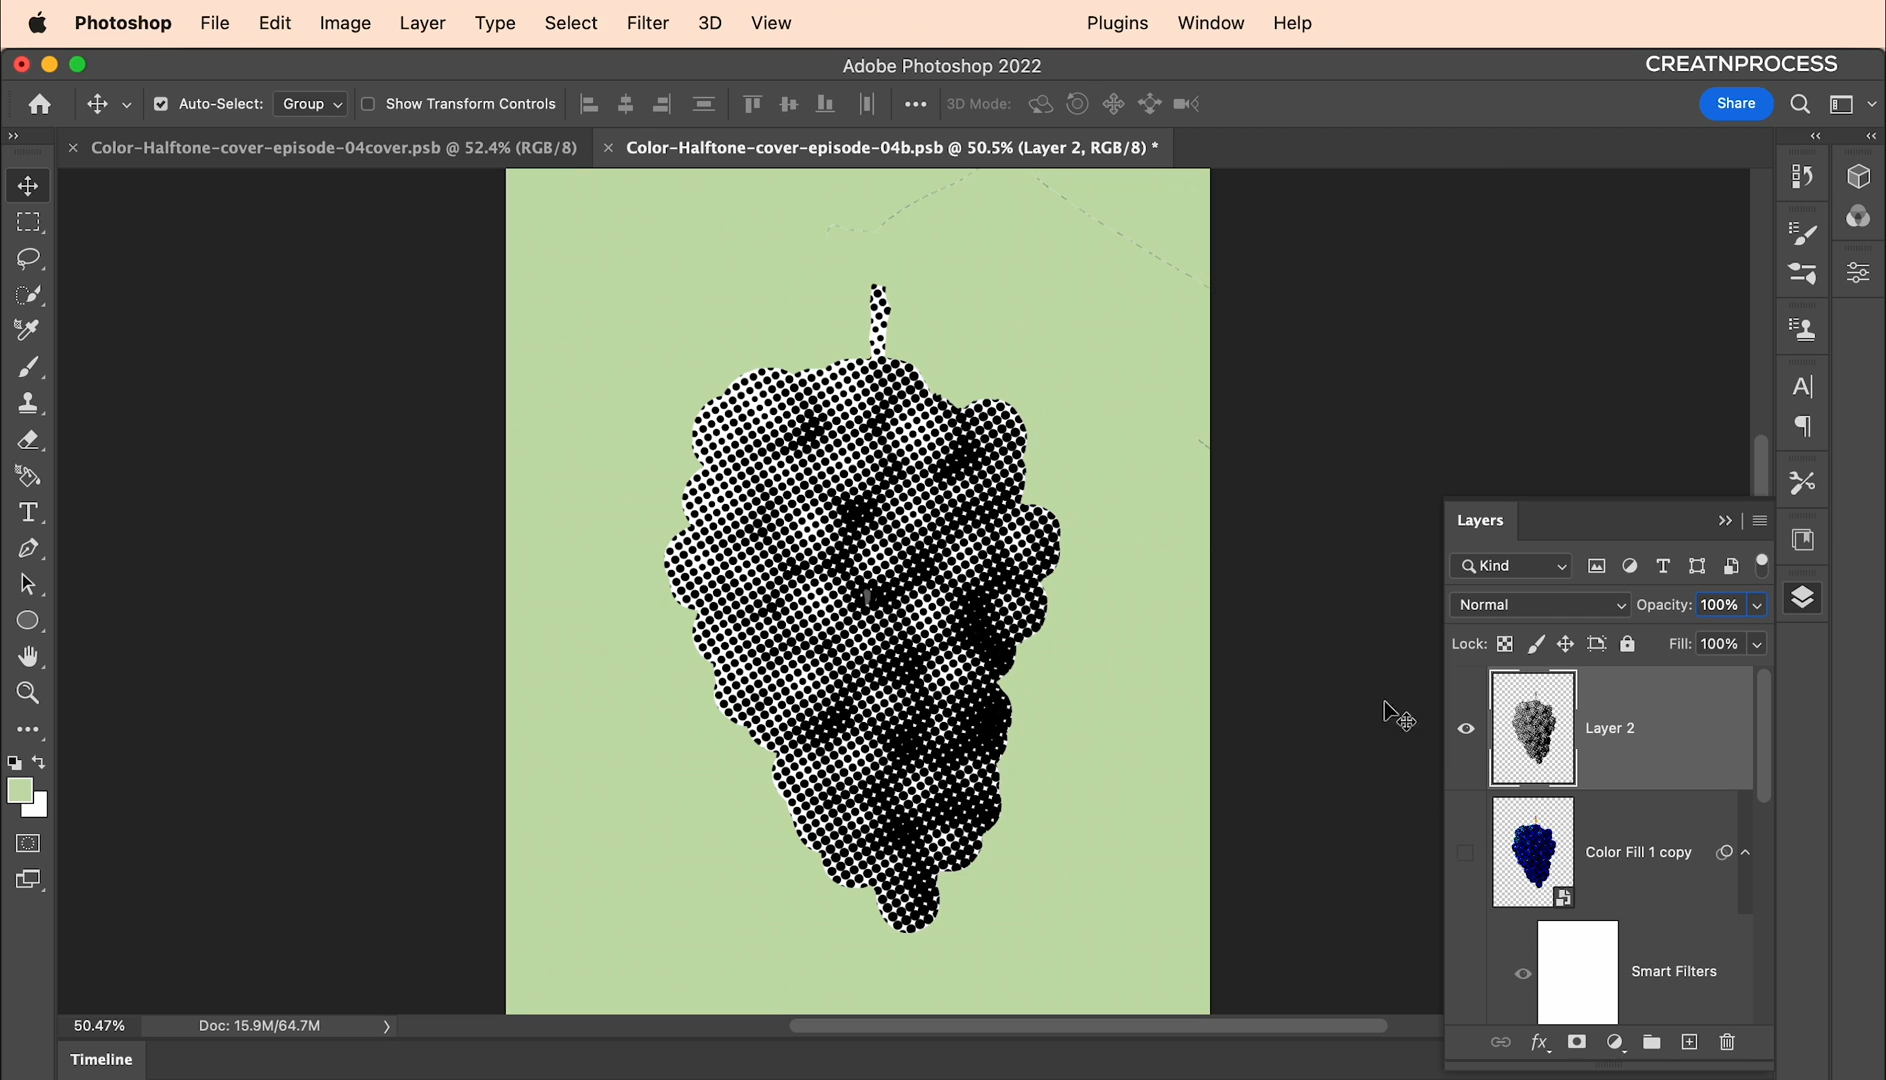 Photoshop File Edit Image Layer Type Select Filter 3D View Plugins Window Help
Adobe Photoshop 2022
CREATNPROCESS
Auto-Select: Group Show Transform Controls 3D Mode: Share
Color-Halftone-cover-episode-04cover.psb @ 52.4% (RGB/8)
Color-Halftone-cover-episode-04b.psb @ 50.5% (Layer 2, RGB/8) *
Layers
Kind
Normal Opacity: 100%
Lock: Fill: 100%
Layer 2
Color Fill 1 copy
Smart Filters
50.47% Doc: 15.9M/64.7M
Timeline